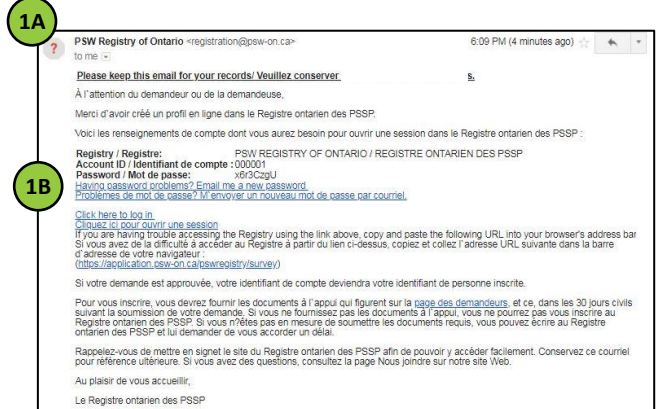 1A
?
PSW Registry of Ontario <registration@psw-on.ca> 6:09 PM (4 minutes ago)
to me
Please keep this email for your records/ Veuillez conserver s.
À l'attention du demandeur ou de la demandeuse,
Merci d'avoir créé un profil en ligne dans le Registre ontarien des PSSP.
Voici les renseignements de compte dont vous aurez besoin pour ouvrir une session dans le Registre ontarien des PSSP :
Registry / Registre: PSW REGISTRY OF ONTARIO / REGISTRE ONTARIEN DES PSSP
Account ID / Identifiant de compte : 000001
1B
Password / Mot de passe: x6r3CzgU
Having password problems? Email me a new password.
Problèmes de mot de passe? M'envoyer un nouveau mot de passe par courriel.
Click here to log in.
Cliquez ici pour ouvrir une session
If you are having trouble accessing the Registry using the link above, copy and paste the following URL into your browser's address bar
Si vous avez de la difficulté à accéder au Registre à partir du lien ci-dessus, copiez et collez l'adresse URL suivante dans la barre
d'adresse de votre navigateur :
(https://application.psw-on.ca/pswregistry/survey)
Si votre demande est approuvée, votre identifiant de compte deviendra votre identifiant de personne inscrite.
Pour vous inscrire, vous devrez fournir les documents à l'appui qui figurent sur la page des demandeurs, et ce, dans les 30 jours civils
suivant la soumission de votre demande. Si vous ne fournissez pas les documents à l'appui, vous ne pourrez pas vous inscrire au
Registre ontarien des PSSP. Si vous n?êtes pas en mesure de soumettre les documents requis, vous pouvez écrire au Registre
ontarien des PSSP et lui demander de vous accorder un délai.
Rappelez-vous de mettre en signet le site du Registre ontarien des PSSP afin de pouvoir y accéder facilement. Conservez ce courriel
pour référence ultérieure. Si vous avez des questions, consultez la page Nous joindre sur notre site Web.
Au plaisir de vous accueillir,
Le Registre ontarien des PSSP